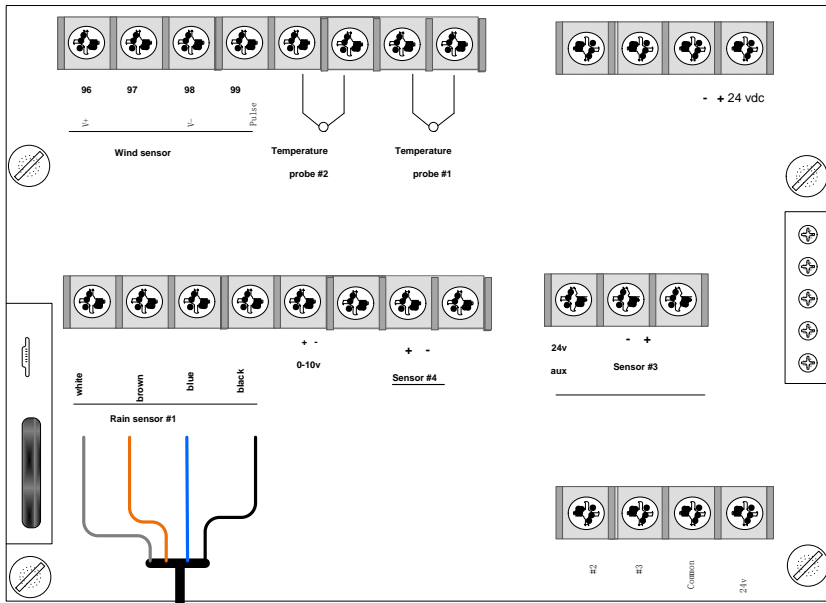 96 97 98 99
V+ V- Pulse
Wind sensor
Temperature
probe #2
Temperature
probe #1
- + 24 vdc
+ -
0-10v
+ -
Sensor #4
24v
aux
- +
Sensor #3
white brown blue black
Rain sensor #1
#2 #3 Common 24v